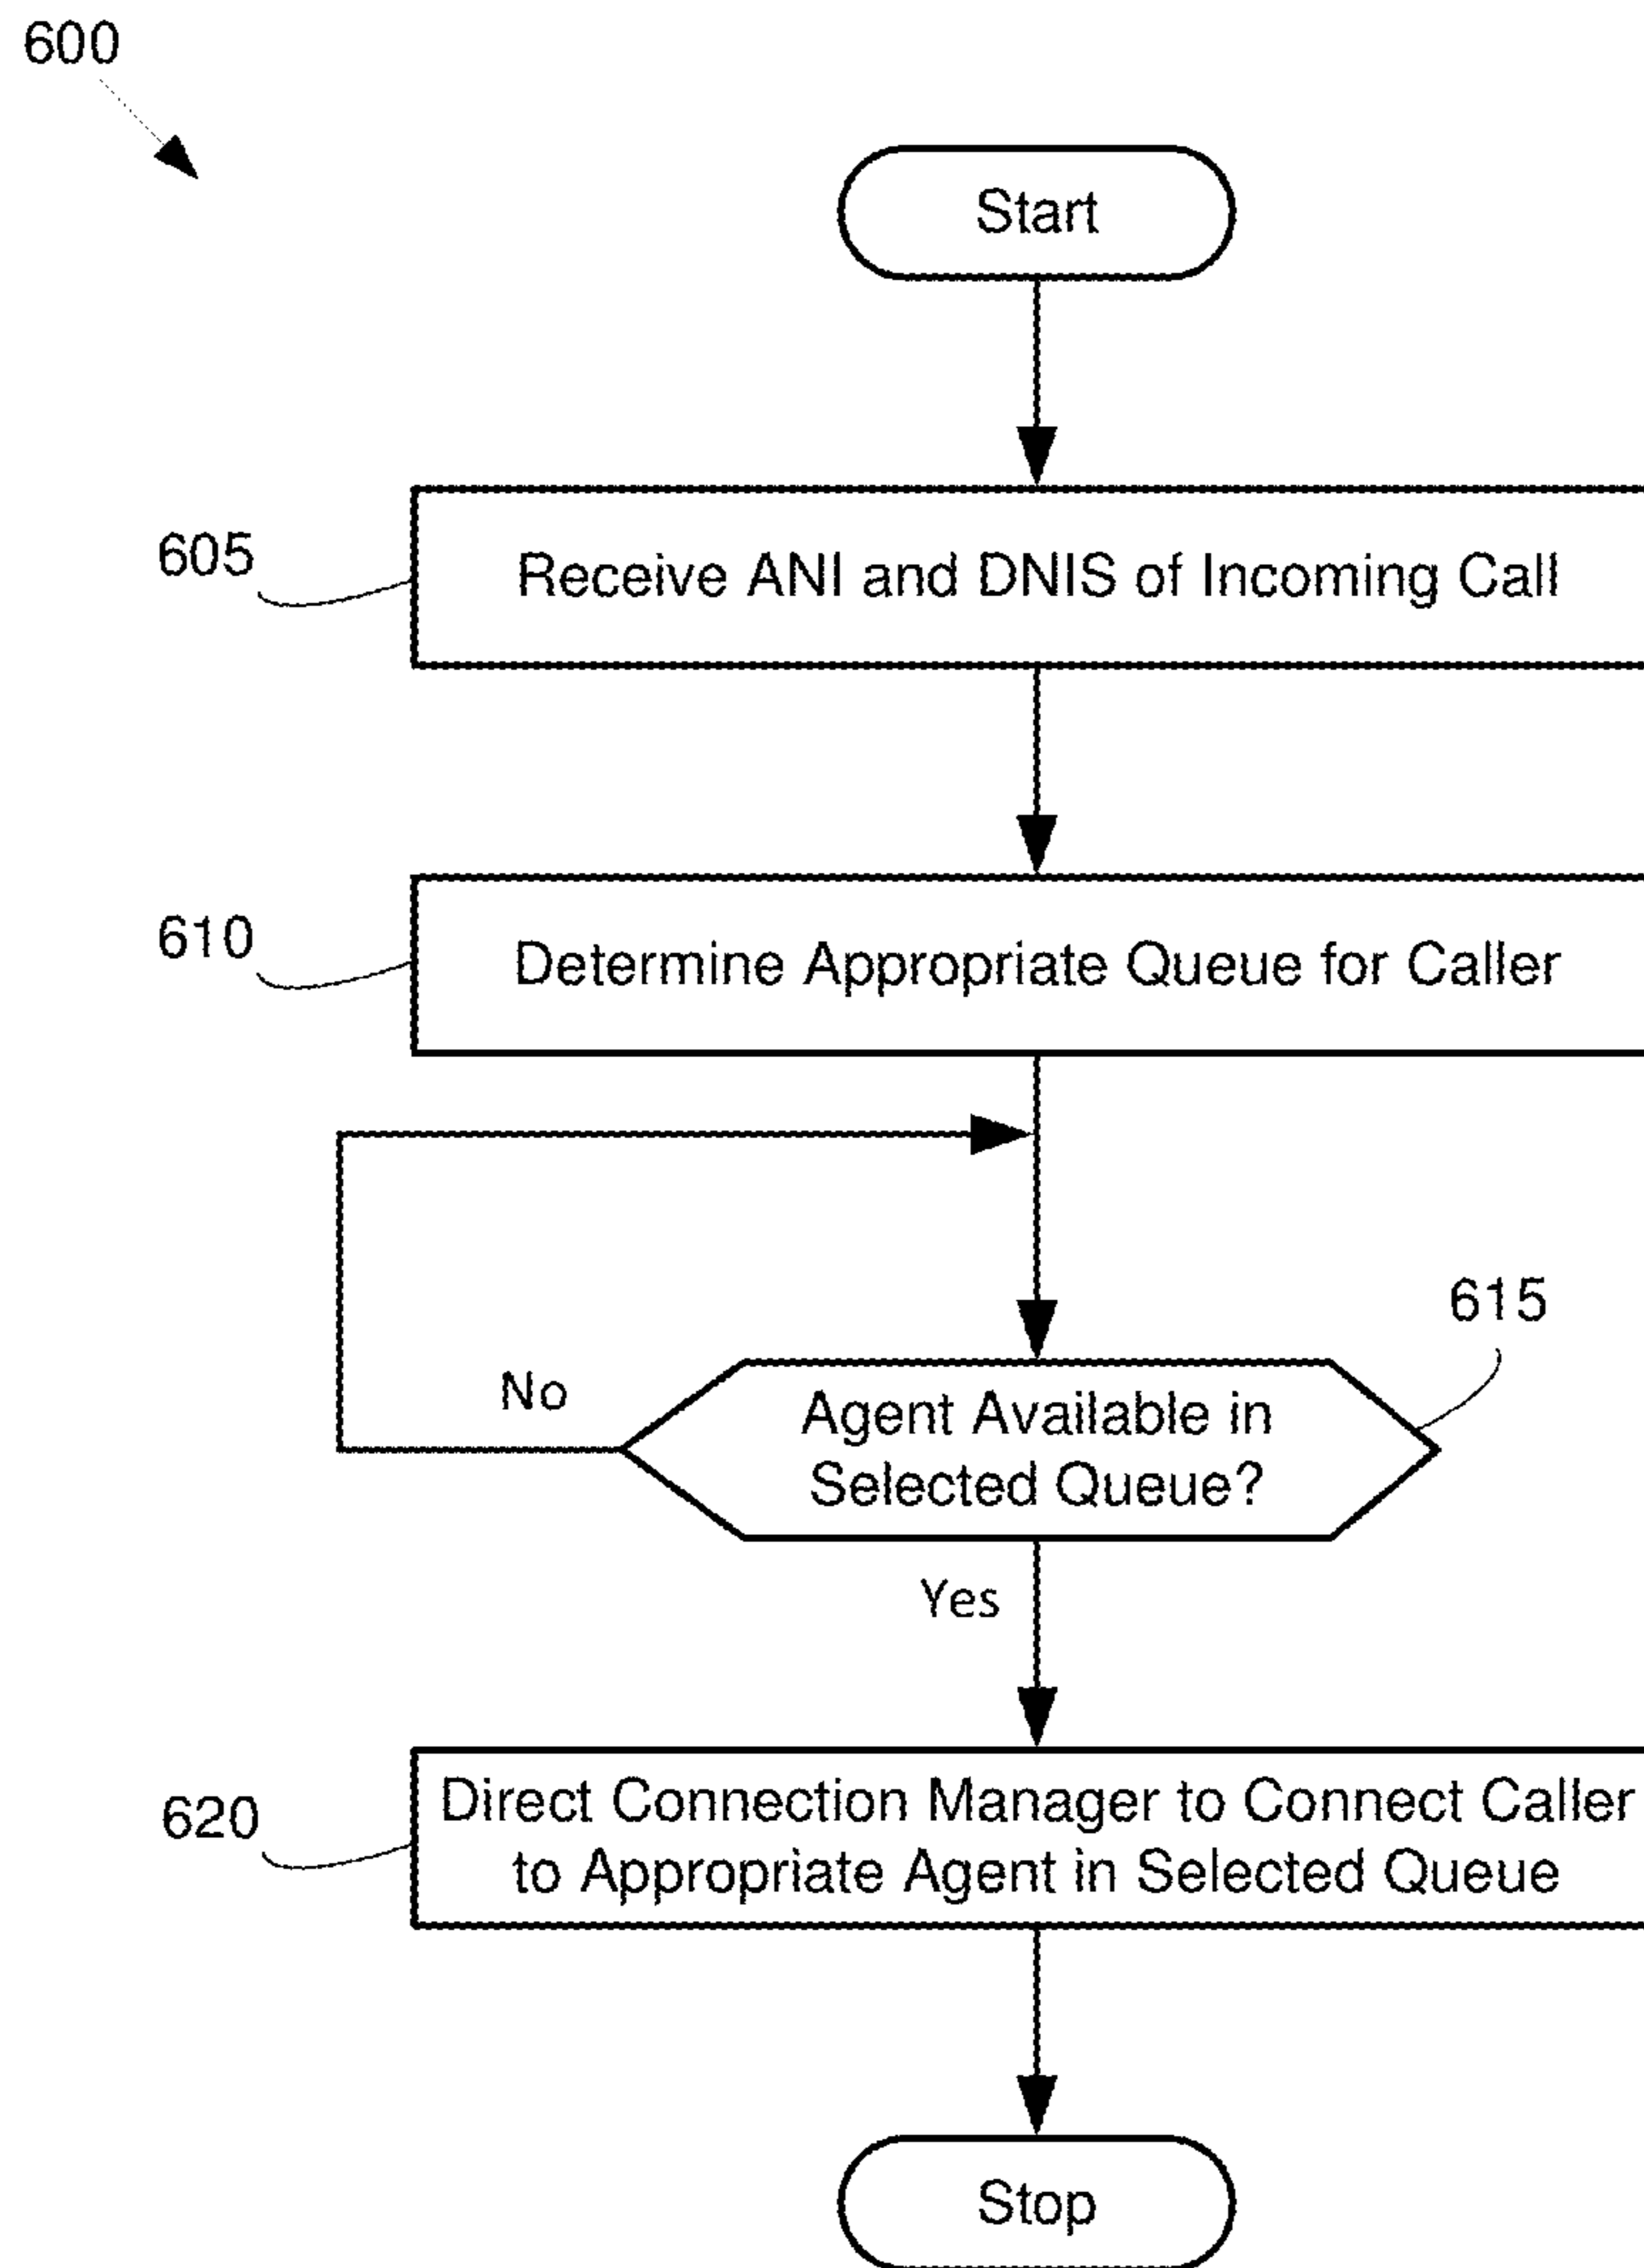 600
Start
605
Receive ANI and DNIS of Incoming Call
610
Determine Appropriate Queue for Caller
615
No
Agent Available in
Selected Queue?
Yes
620
Direct Connection Manager to Connect Caller
to Appropriate Agent in Selected Queue
Stop